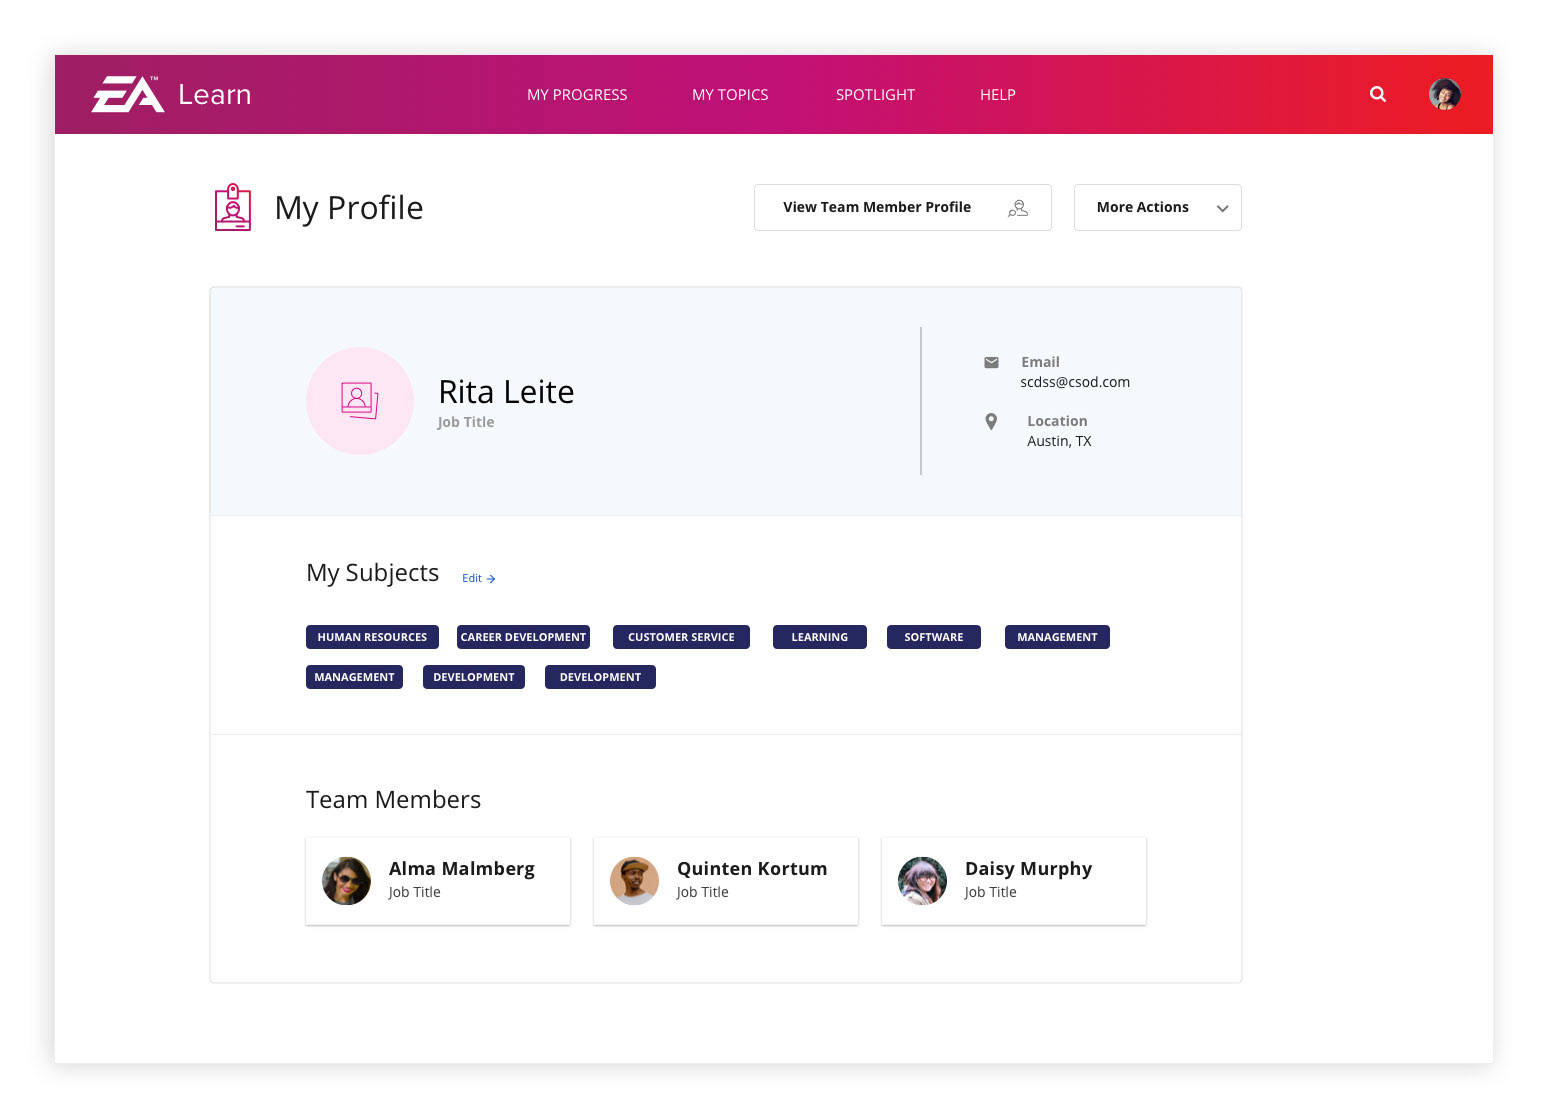 EA™ Learn MY PROGRESS MY TOPICS SPOTLIGHT HELP
My Profile View Team Member Profile More Actions
Rita Leite
Job Title
Email
scdss@csod.com
Location
Austin, TX
My Subjects Edit →
HUMAN RESOURCES CAREER DEVELOPMENT CUSTOMER SERVICE LEARNING SOFTWARE MANAGEMENT
MANAGEMENT DEVELOPMENT DEVELOPMENT
Team Members
Alma Malmberg Quinten Kortum Daisy Murphy
Job Title Job Title Job Title